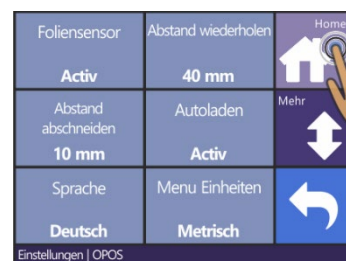 Foliensensor
Activ
Abstand wiederholen
40 mm
Home
Abstand
abschneiden
10 mm
Autoladen
Activ
Mehr
Sprache
Deutsch
Menu Einheiten
Metrisch
Einstellungen | OPOS